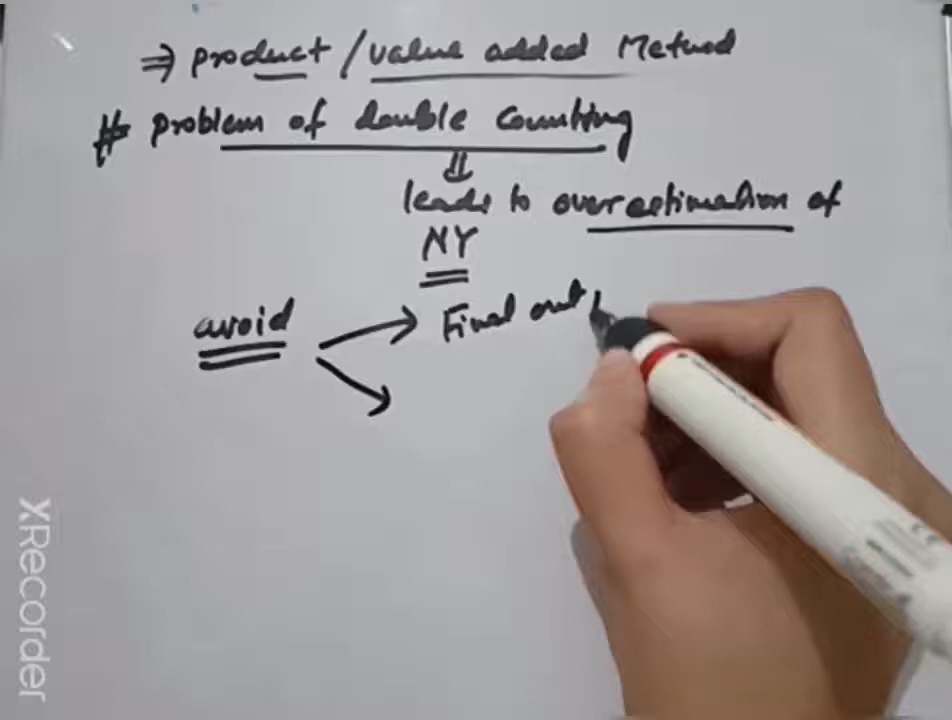 ⇒ product / value added Method
# problem of double counting
⇓
leads to overestimation of
NY
avoid → Final out
XRecorder